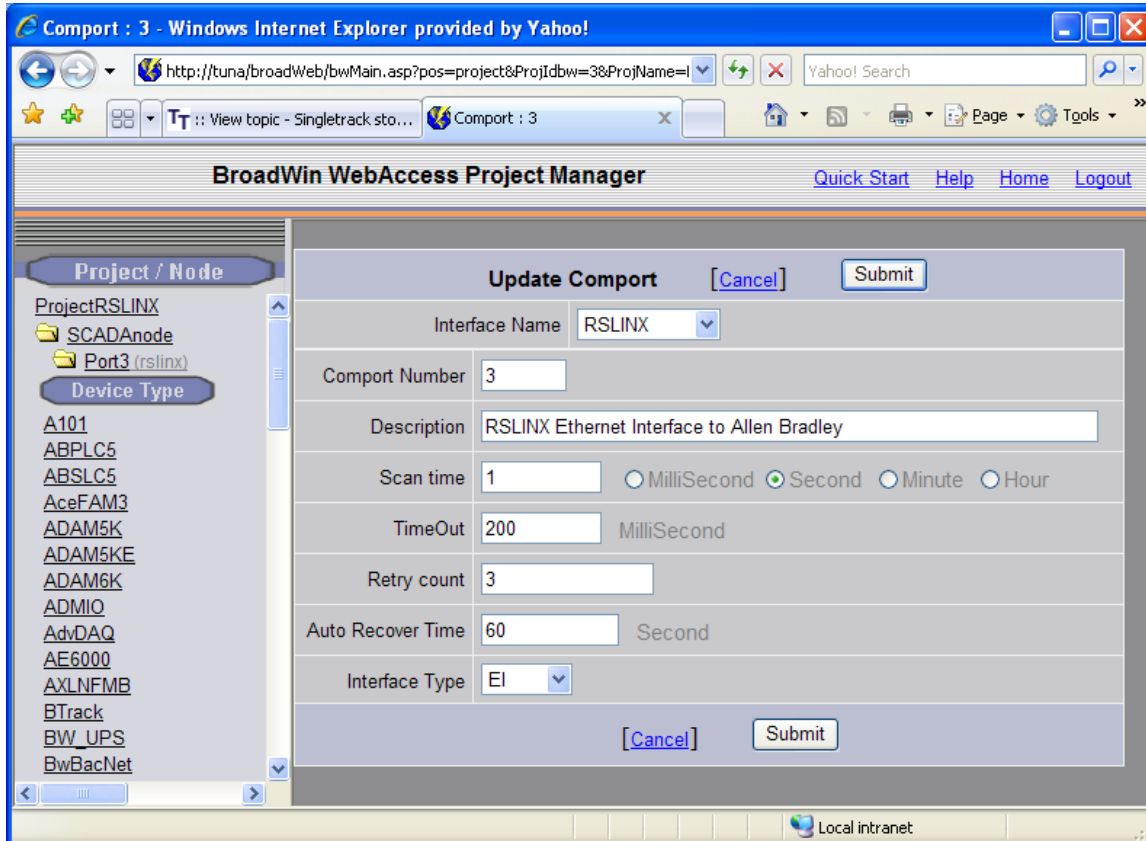 Comport : 3 - Windows Internet Explorer provided by Yahoo!
http://tuna/broadWeb/bwMain.asp?pos=project&ProjIdbw=3&ProjName= Yahoo! Search
TT :: View topic - Singletrack sto... Comport : 3 Page Tools »
BroadWin WebAccess Project Manager Quick Start Help Home Logout
Project / Node
ProjectRSLINX
SCADAnode
Port3 (rslinx)
Device Type
A101
ABPLC5
ABSLC5
AceFAM3
ADAM5K
ADAM5KE
ADAM6K
ADMIO
AdvDAQ
AE6000
AXLNFMB
BTrack
BW_UPS
BwBacNet
Update Comport [Cancel] Submit
Interface Name RSLINX
Comport Number 3
Description RSLINX Ethernet Interface to Allen Bradley
Scan time 1 MilliSecond Second Minute Hour
TimeOut 200 MilliSecond
Retry count 3
Auto Recover Time 60 Second
Interface Type EI
[Cancel] Submit
Local intranet